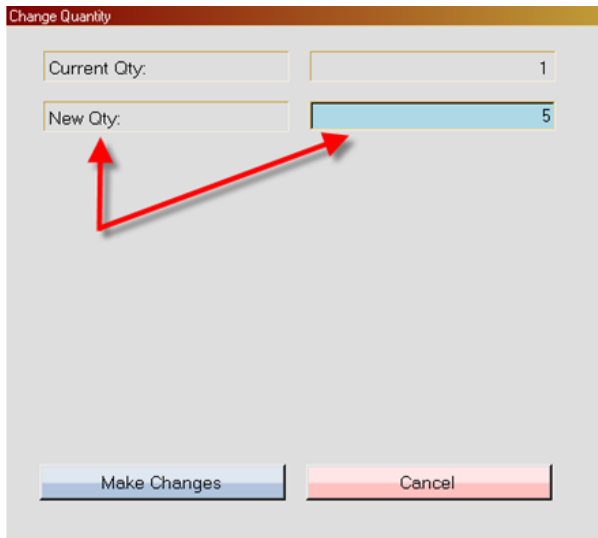 Change Quantity
Current Qty: 1
New Qty: 5
Make Changes Cancel